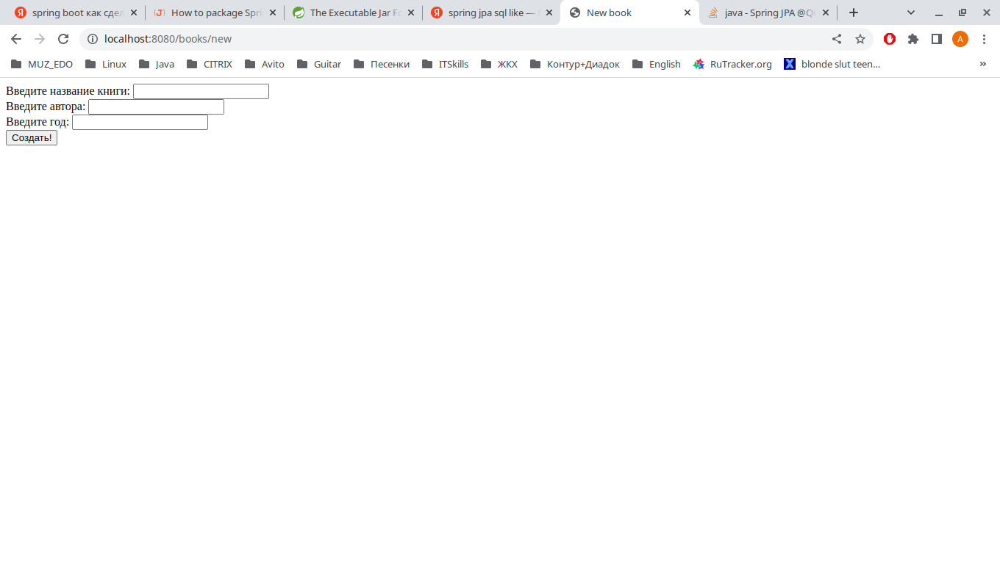 spring boot как сдел
How to package Spri
The Executable Jar Fo
spring jpa sql like —
New book
java - Spring JPA @Q
localhost:8080/books/new
A
MUZ_EDO
Linux
Java
CITRIX
Avito
Guitar
Песенки
ITSkills
ЖКХ
Контур+Диадок
English
RuTracker.org
blonde slut teen...
»
Введите название книги:
Введите автора:
Введите год:
Создать!